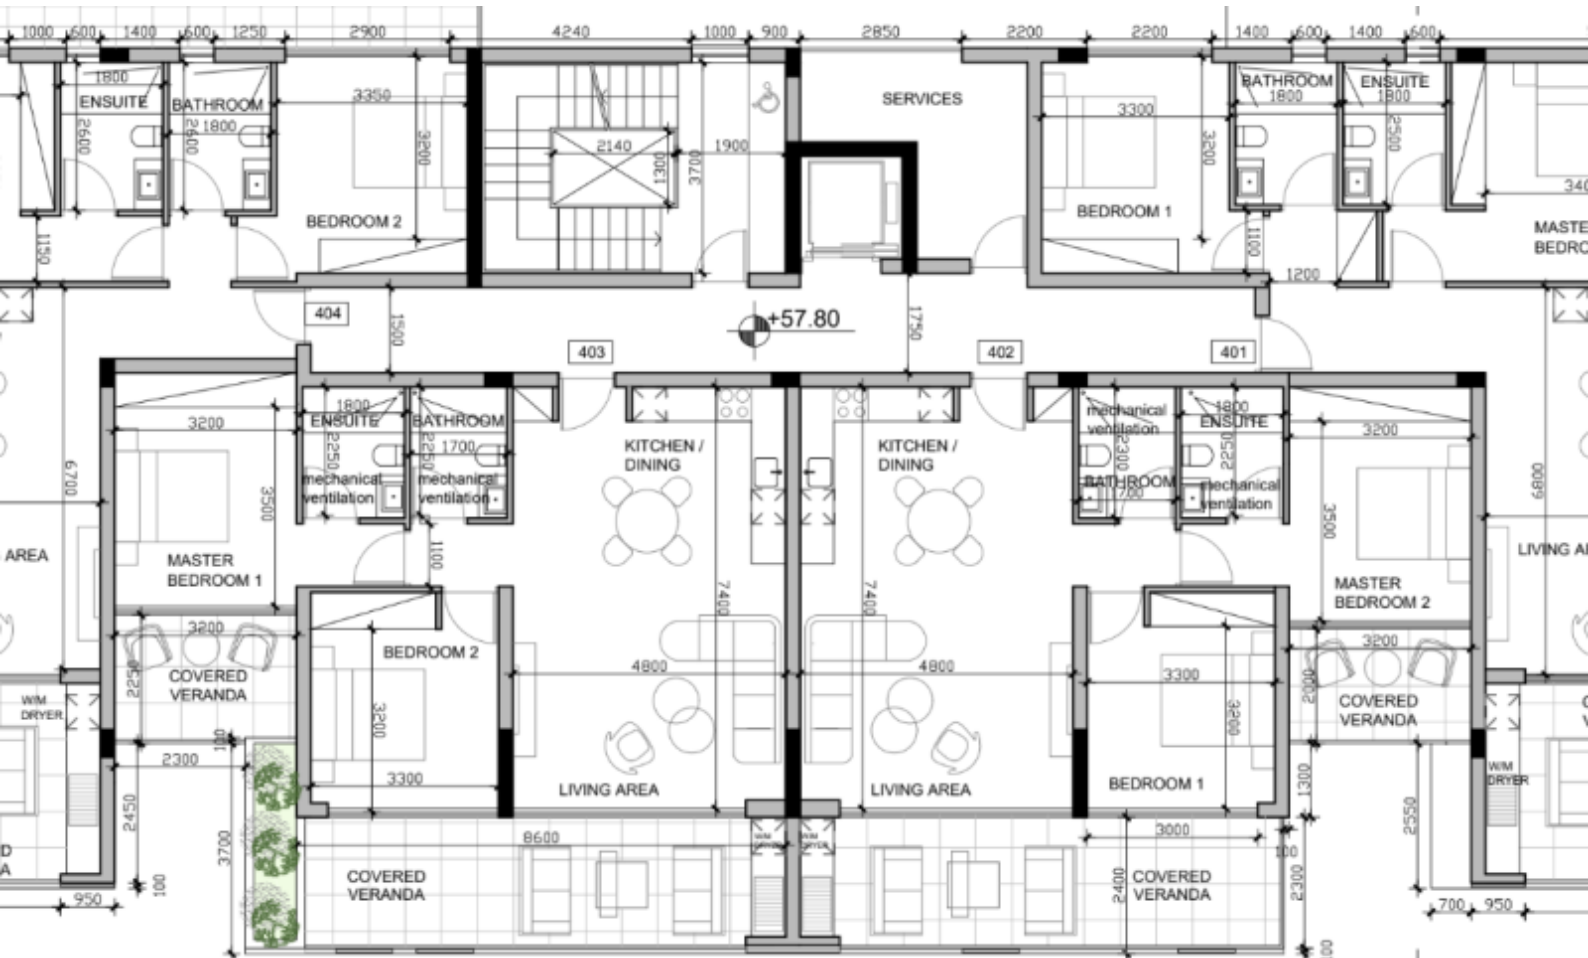 1000 600 1400 600 1250 2900 4240 1000 900 2850 2200 2200 1400 600 1400 600
1800
ENSUITE
2600
BATHROOM
1800
2600
3350
3200
BEDROOM 2
2140
1300
1900
3700
SERVICES
3300
3200
BEDROOM 1
BATHROOM
1800
ENSUITE
1800
2500
1150
1100
1200
404
1500
403
+57.80
1750
402
401
3200
1800
ENSUITE
2250
mechanical
ventilation
BATHROOM
1700
2250
mechanical
ventilation
KITCHEN /
DINING
KITCHEN /
DINING
mechanical
ventilation
2300
BATHROOM
1700
1800
ENSUITE
2250
mechanical
ventilation
3200
6700
3500
AREA
MASTER
BEDROOM 1
1100
7400
7400
3500
MASTER
BEDROOM 2
6800
3200
2250
COVERED
VERANDA
BEDROOM 2
3200
3300
4800
LIVING AREA
4800
LIVING AREA
3300
3200
BEDROOM 1
3200
2000
COVERED
VERANDA
W/M
DRYER
100
2300
2450
3700
1300
2550
W/M
DRYER
8600
W/M
DRYER
W/M
DRYER
3000
100
COVERED
VERANDA
2400
COVERED
VERANDA
2300
100
950
700 950